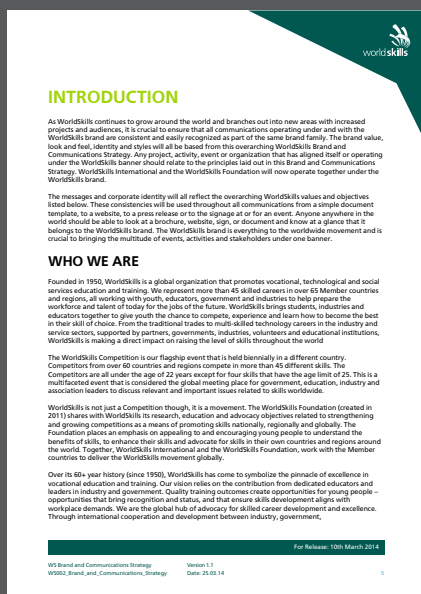 worldskills
INTRODUCTION
As WorldSkills continues to grow around the world and branches out into new areas with increased
projects and audiences, it is crucial to ensure that all communications operating under and with the
WorldSkills brand are consistent and easily recognized as part of the same brand family. The brand value,
look and feel, identity and styles will all be based from this overarching WorldSkills Brand and
Communications Strategy. Any project, activity, event or organization that has aligned itself or operating
under the WorldSkills banner should relate to the principles laid out in this Brand and Communications
Strategy. WorldSkills International and the WorldSkills Foundation will now operate together under the
WorldSkills brand.
The messages and corporate identity will all reflect the overarching WorldSkills values and objectives
listed below. These consistencies will be used throughout all communications from a simple document
template, to a website, to a press release or to the signage at or for an event. Anyone anywhere in the
world should be able to look at a brochure, website, sign, or document and know at a glance that it
belongs to the WorldSkills brand. The WorldSkills brand is everything to the worldwide movement and is
crucial to bringing the multitude of events, activities and stakeholders under one banner.
WHO WE ARE
Founded in 1950, WorldSkills is a global organization that promotes vocational, technological and social
services education and training. We represent more than 45 skilled careers in over 65 Member countries
and regions, all working with youth, educators, government and industries to help prepare the
workforce and talent of today for the jobs of the future. WorldSkills brings students, industries and
educators together to give youth the chance to compete, experience and learn how to become the best
in their skill of choice. From the traditional trades to multi-skilled technology careers in the industry and
service sectors, supported by partners, governments, industries, volunteers and educational institutions,
WorldSkills is making a direct impact on raising the level of skills throughout the world
The WorldSkills Competition is our flagship event that is held biennially in a different country.
Competitors from over 60 countries and regions compete in more than 45 different skills. The
Competitors are all under the age of 22 years except for four skills that have the age limit of 25. This is a
multifaceted event that is considered the global meeting place for government, education, industry and
association leaders to discuss relevant and important issues related to skills worldwide.
WorldSkills is not just a Competition though, it is a movement. The WorldSkills Foundation (created in
2011) shares with WorldSkills its research, education and advocacy objectives related to strengthening
and growing competitions as a means of promoting skills nationally, regionally and globally. The
Foundation places an emphasis on appealing to and encouraging young people to understand the
benefits of skills, to enhance their skills and advocate for skills in their own countries and regions around
the world. Together, WorldSkills International and the WorldSkills Foundation, work with the Member
countries to deliver the WorldSkills movement globally.
Over its 60+ year history (since 1950), WorldSkills has come to symbolize the pinnacle of excellence in
vocational education and training. Our vision relies on the contribution from dedicated educators and
leaders in industry and government. Quality training outcomes create opportunities for young people –
opportunities that bring recognition and status, and that ensure skills development aligns with
workplace demands. We are the global hub of advocacy for skilled career development and excellence.
Through international cooperation and development between industry, government,
For Release: 10th March 2014
WS Brand and Communications Strategy Version 1.1
WS002_Brand_and_Communications_Strategy Date: 25.03.14 5